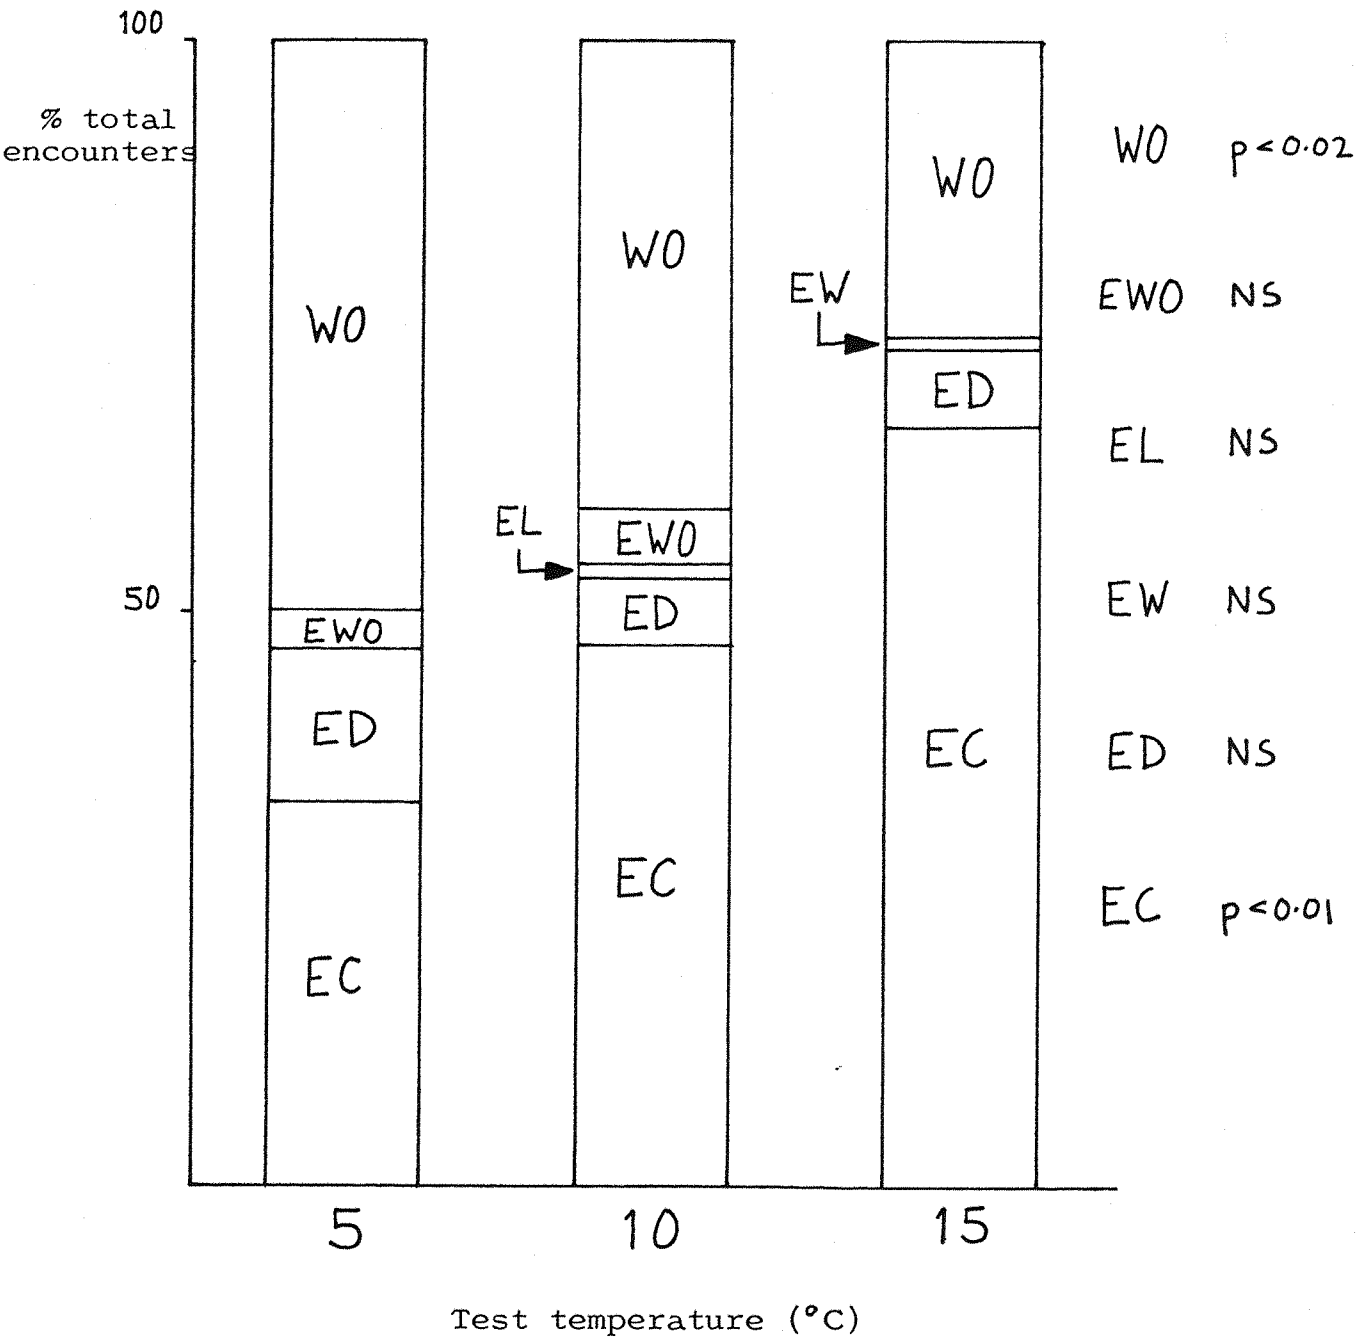 100
% total
encounters
50
WO
EWO
ED
EC
5
WO
EL
EWO
ED
EC
10
WO
EW
ED
EC
15
WO p<0.02
EWO NS
EL NS
EW NS
ED NS
EC p<0.01
Test temperature (°C)